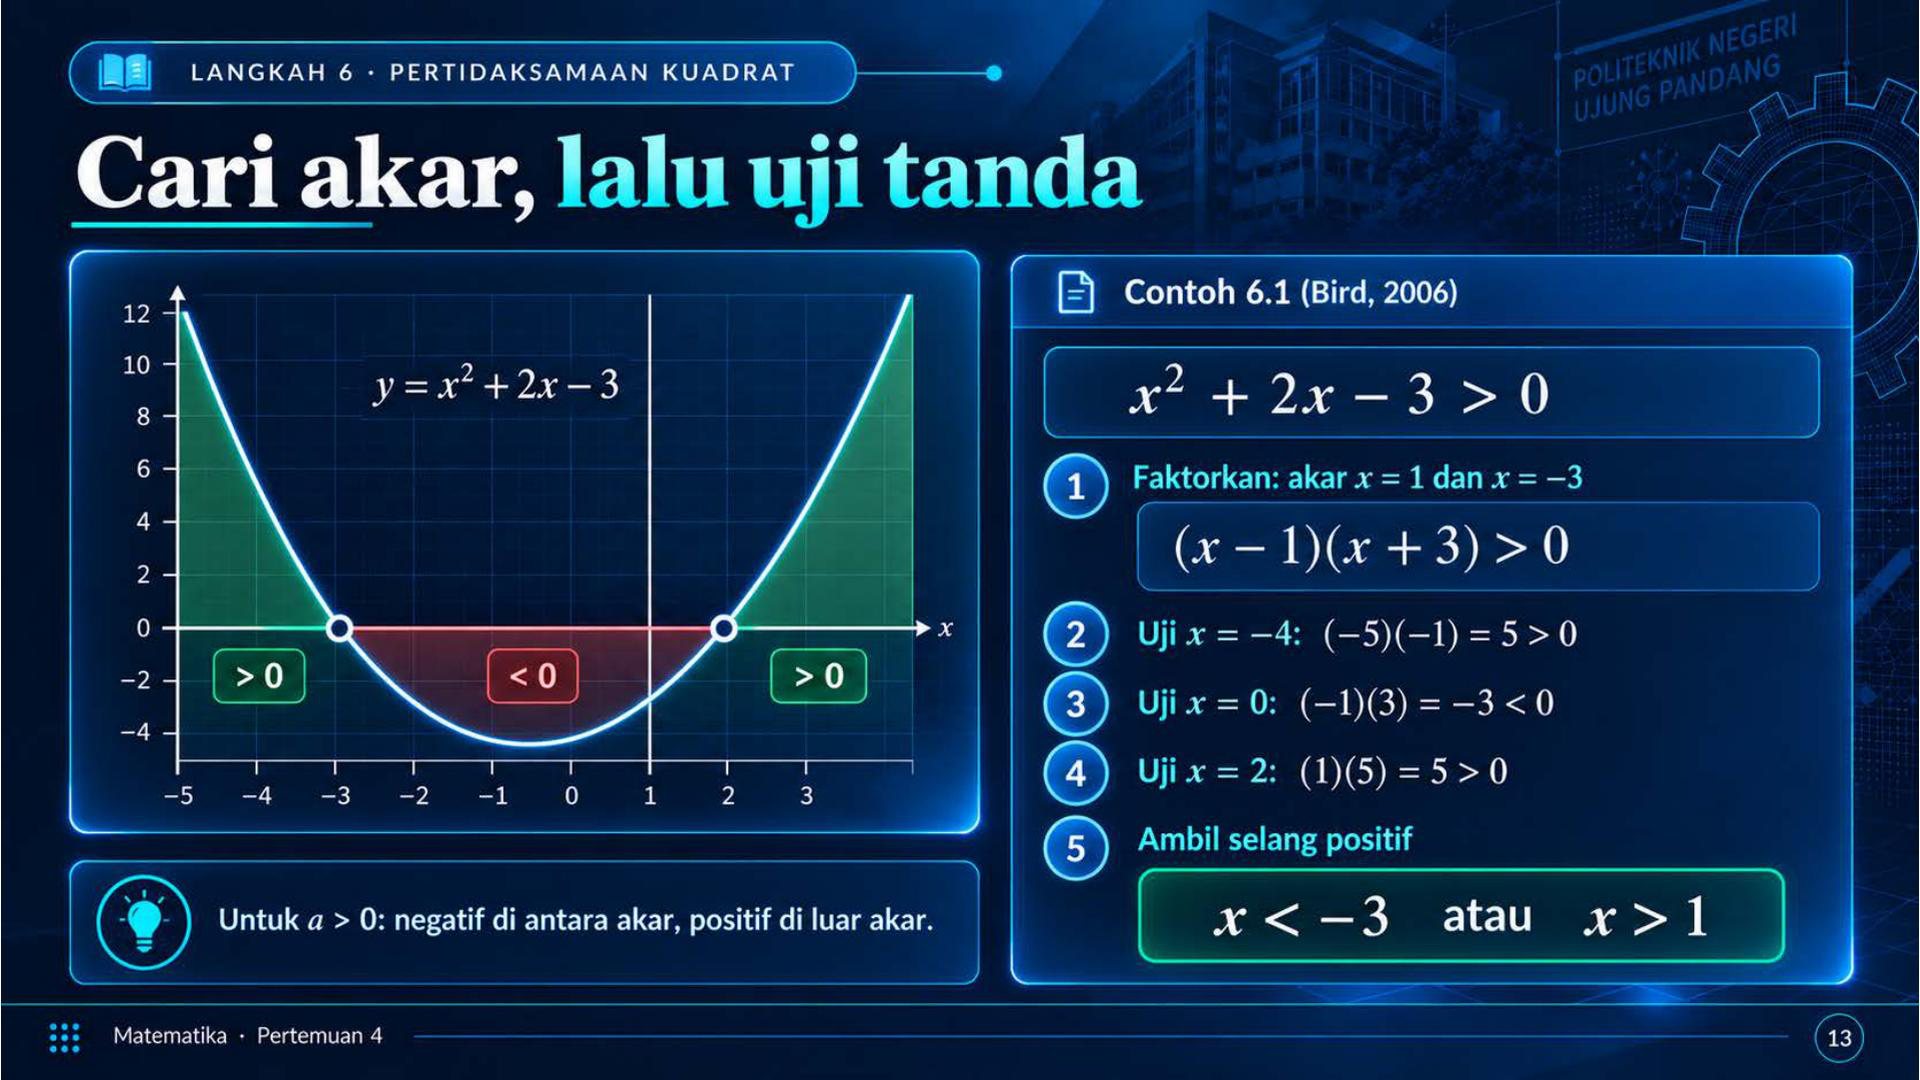 LANGKAH 6 · PERTIDAKSAMAAN KUADRAT
POLITEKNIK NEGERI
UJUNG PANDANG
Cari akar, lalu uji tanda
12
10
8
6
4
2
0
−2
−4
y = x² + 2x − 3
x
> 0
< 0
> 0
−5 −4 −3 −2 −1 0 1 2 3
Untuk a > 0: negatif di antara akar, positif di luar akar.
Contoh 6.1 (Bird, 2006)
x² + 2x − 3 > 0
1 Faktorkan: akar x = 1 dan x = −3
(x − 1)(x + 3) > 0
2 Uji x = −4: (−5)(−1) = 5 > 0
3 Uji x = 0: (−1)(3) = −3 < 0
4 Uji x = 2: (1)(5) = 5 > 0
5 Ambil selang positif
x < −3 atau x > 1
Matematika · Pertemuan 4
13